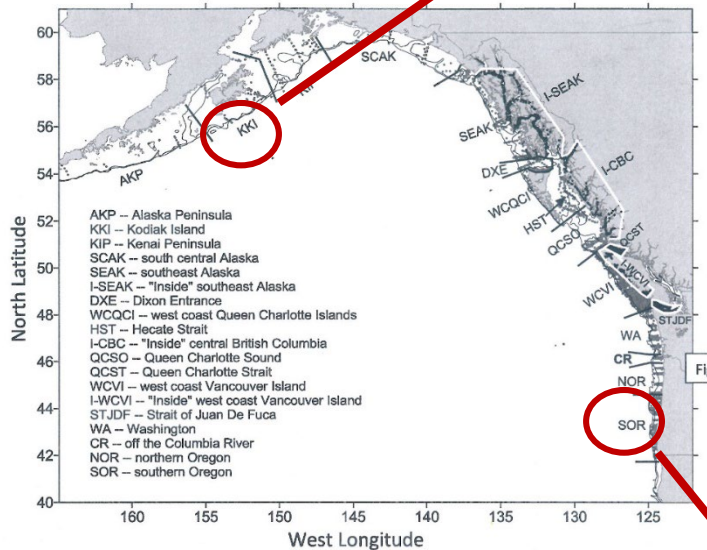 60
58
56
54
52
50
48
46
44
42
40
North Latitude
160
155
150
145
140
135
130
125
West Longitude
SCAK
KKI
AKP
I-SEAK
SEAK
I-CBC
DXE
WCQCI
HST
QCSO
QCST
I-WCVI
WCVI
STJDF
WA
CR
NOR
SOR
AKP -- Alaska Peninsula
KKI -- Kodiak Island
KIP -- Kenai Peninsula
SCAK -- south central Alaska
SEAK -- southeast Alaska
I-SEAK -- "Inside" southeast Alaska
DXE -- Dixon Entrance
WCQCI -- west coast Queen Charlotte Islands
HST -- Hecate Strait
I-CBC -- "Inside" central British Columbia
QCSO -- Queen Charlotte Sound
QCST -- Queen Charlotte Strait
WCVI -- west coast Vancouver Island
I-WCVI -- "Inside" west coast Vancouver Island
STJDF -- Strait of Juan De Fuca
WA -- Washington
CR -- off the Columbia River
NOR -- northern Oregon
SOR -- southern Oregon